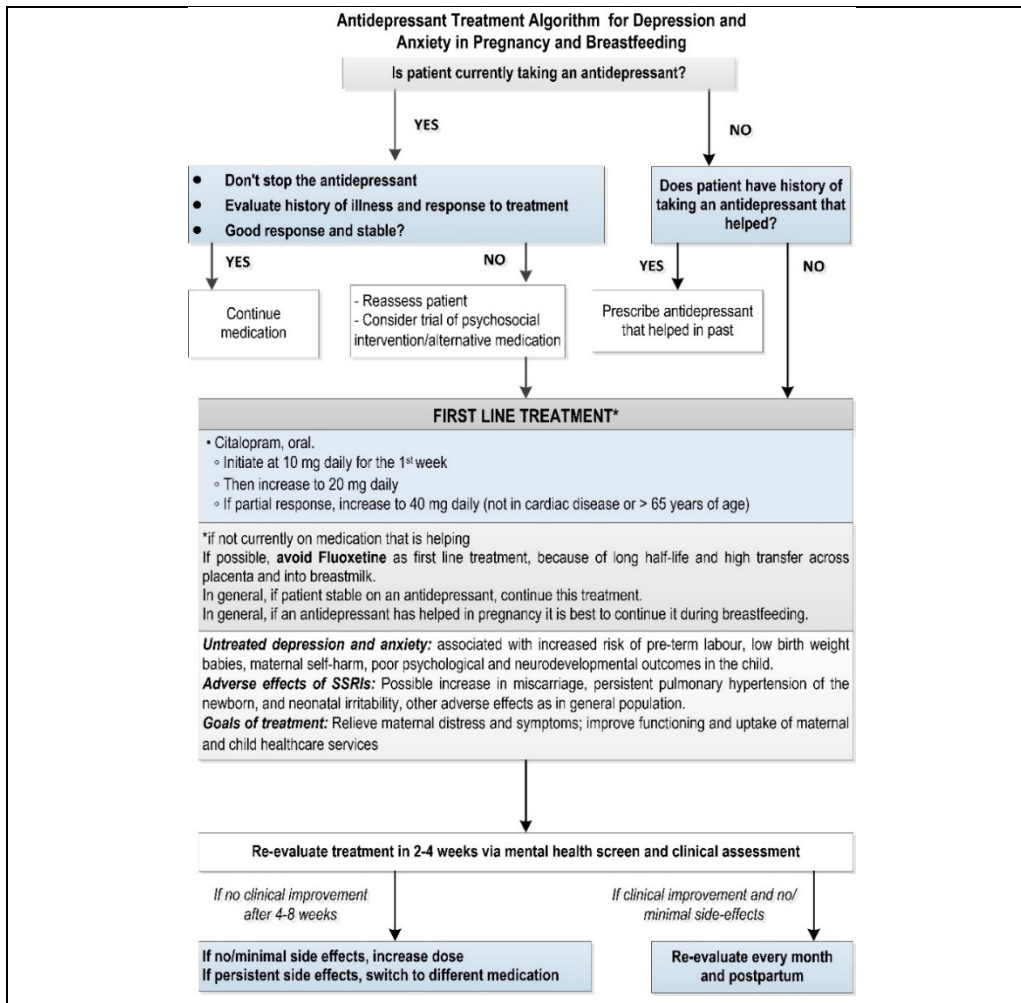 Antidepressant Treatment Algorithm for Depression and
Anxiety in Pregnancy and Breastfeeding
Is patient currently taking an antidepressant?
YES
NO
● Don't stop the antidepressant
● Evaluate history of illness and response to treatment
● Good response and stable?
Does patient have history of
taking an antidepressant that
helped?
YES
NO
YES
NO
Continue
medication
- Reassess patient
- Consider trial of psychosocial
intervention/alternative medication
Prescribe antidepressant
that helped in past
FIRST LINE TREATMENT*
• Citalopram, oral.
◦ Initiate at 10 mg daily for the 1st week
◦ Then increase to 20 mg daily
◦ If partial response, increase to 40 mg daily (not in cardiac disease or > 65 years of age)
*if not currently on medication that is helping
If possible, avoid Fluoxetine as first line treatment, because of long half-life and high transfer across
placenta and into breastmilk.
In general, if patient stable on an antidepressant, continue this treatment.
In general, if an antidepressant has helped in pregnancy it is best to continue it during breastfeeding.
Untreated depression and anxiety: associated with increased risk of pre-term labour, low birth weight
babies, maternal self-harm, poor psychological and neurodevelopmental outcomes in the child.
Adverse effects of SSRIs: Possible increase in miscarriage, persistent pulmonary hypertension of the
newborn, and neonatal irritability, other adverse effects as in general population.
Goals of treatment: Relieve maternal distress and symptoms; improve functioning and uptake of maternal
and child healthcare services
Re-evaluate treatment in 2-4 weeks via mental health screen and clinical assessment
If no clinical improvement
after 4-8 weeks
If clinical improvement and no/
minimal side-effects
If no/minimal side effects, increase dose
If persistent side effects, switch to different medication
Re-evaluate every month
and postpartum